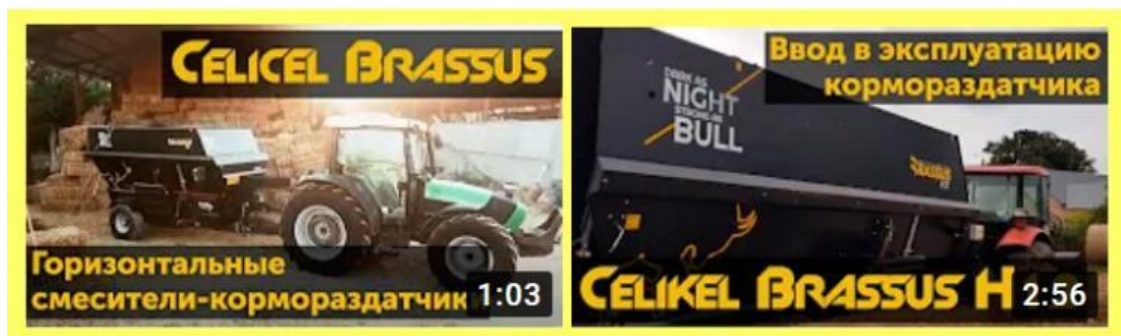 CELICEL BRASSUS
Горизонтальные
смесители-кормораздатчик
1:03
Ввод в эксплуатацию
кормораздатчика
DARK AS
NIGHT
STRONG AS
BULL
BRASSUS
CELIKEL BRASSUS H
2:56